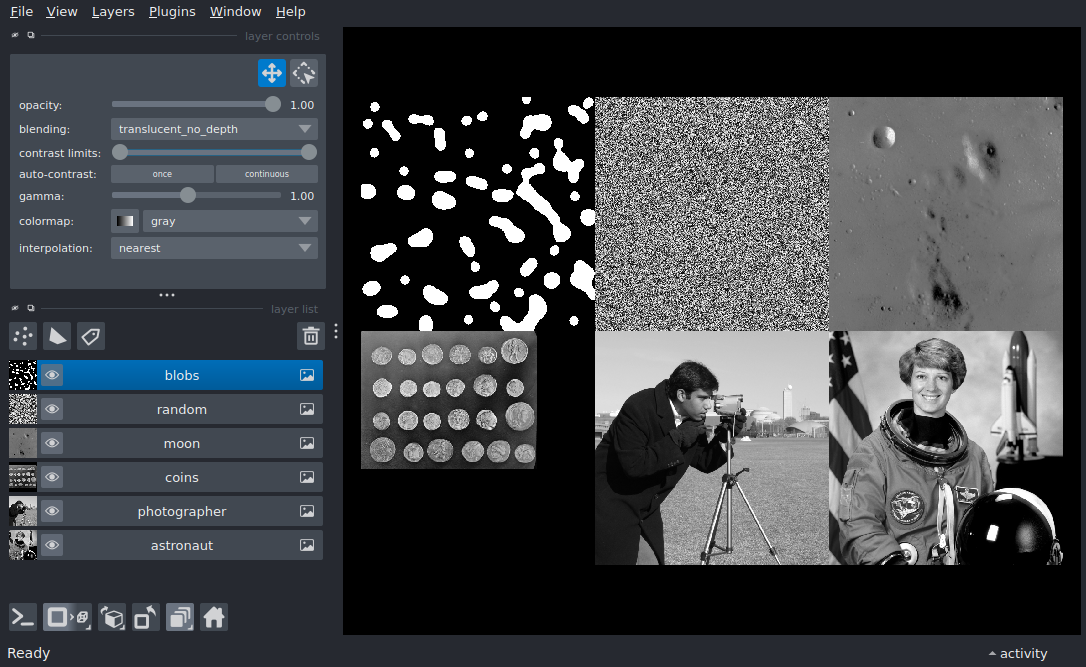 File View Layers Plugins Window Help
layer controls
opacity: 1.00
blending: translucent_no_depth
contrast limits:
auto-contrast: once continuous
gamma: 1.00
colormap: gray
interpolation: nearest
layer list
blobs
random
moon
coins
photographer
astronaut
Ready
activity